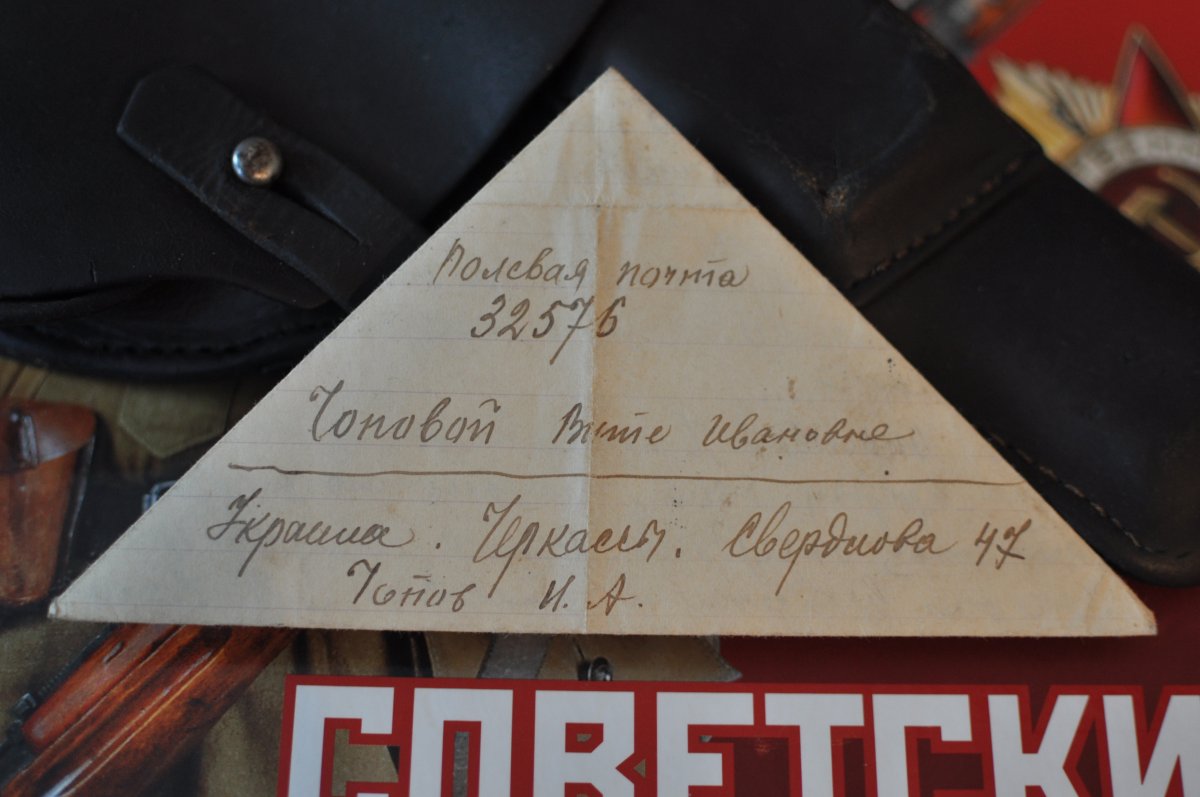 Полевая почта
32576
Чоповой Вите Ивановне
Украина. Черкассы. Свердлова 47
Чопов И. А.
СОВЕТСКИ